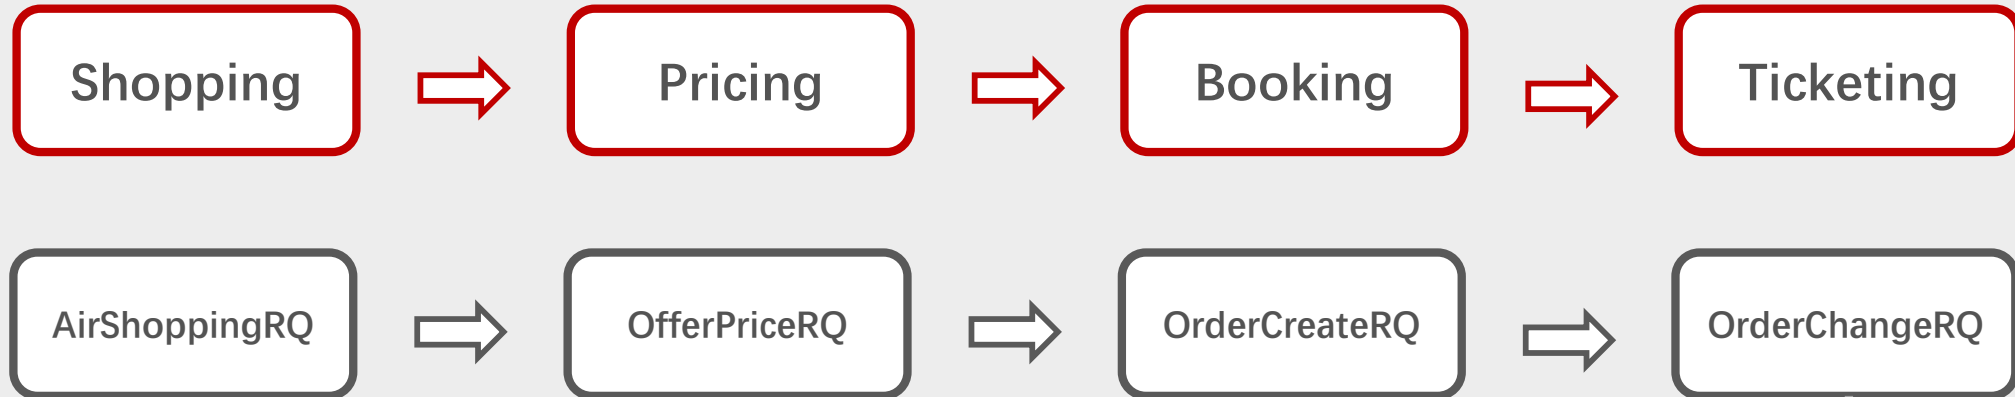 Shopping
Pricing
Booking
Ticketing
AirShoppingRQ
OfferPriceRQ
OrderCreateRQ
OrderChangeRQ